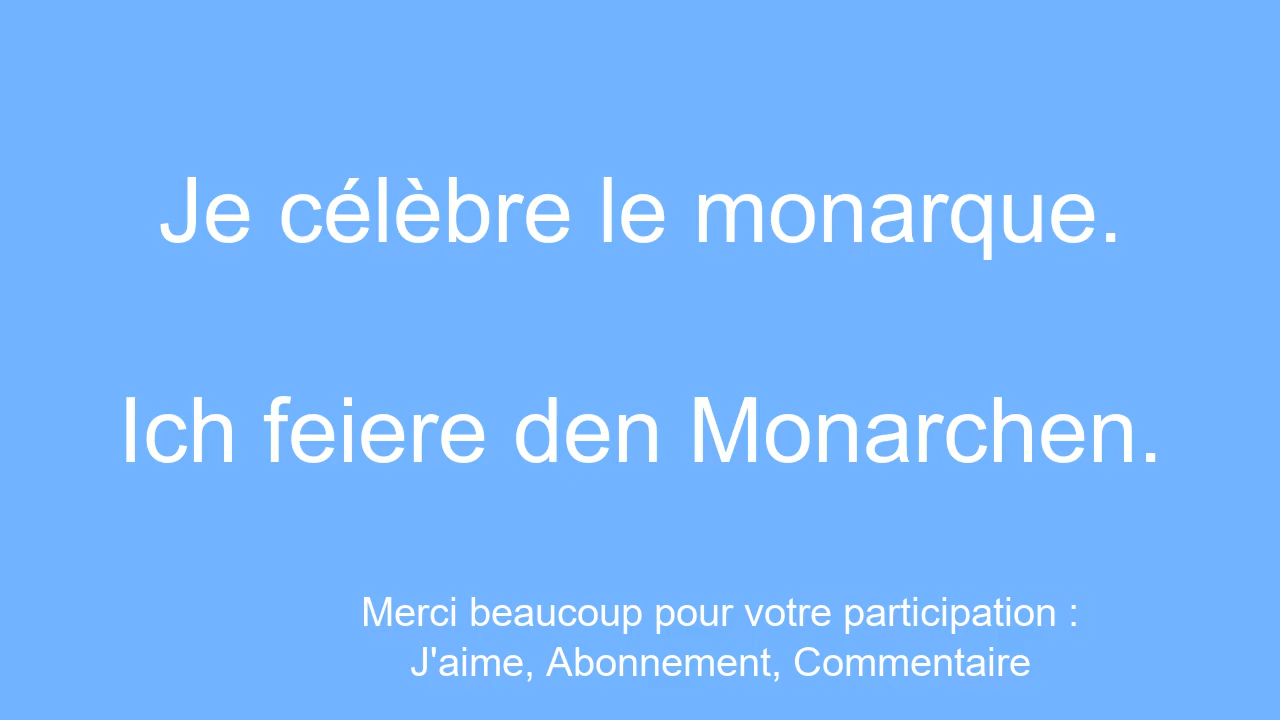 Je célèbre le monarque.
Ich feiere den Monarchen.
Merci beaucoup pour votre participation :
J'aime, Abonnement, Commentaire